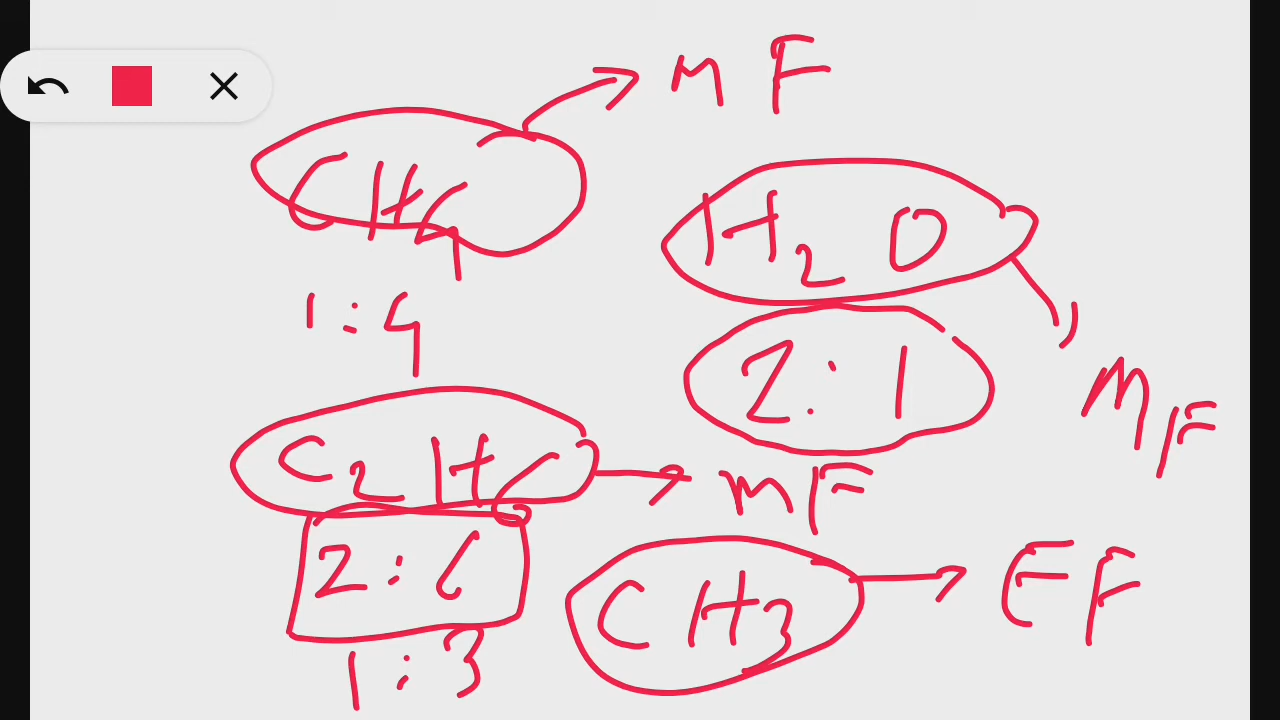 CH4 → MF
1 : 4
H2O → MF
2 : 1
C2H6 → MF
2 : 6
1 : 3
CH3 → EF